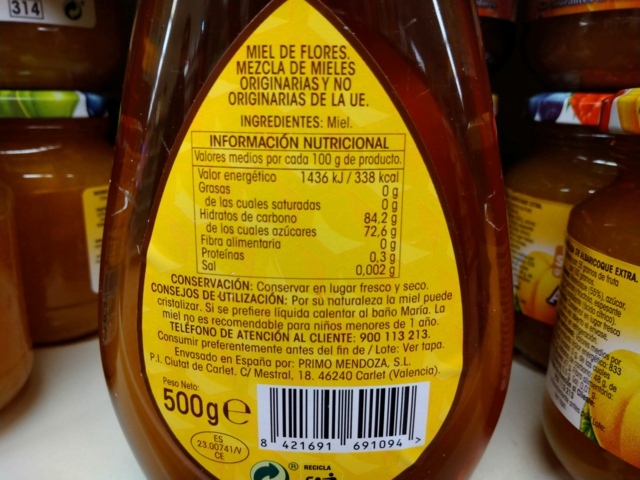 314
MIEL DE FLORES.
MEZCLA DE MIELES
ORIGINARIAS Y NO
ORIGINARIAS DE LA UE.
INGREDIENTES: Miel.
INFORMACIÓN NUTRICIONAL
Valores medios por cada 100 g de producto.
Valor energético 1436 kJ / 338 kcal
Grasas 0 g
de las cuales saturadas 0 g
Hidratos de carbono 84,2 g
de los cuales azúcares 72,6 g
Fibra alimentaria 0 g
Proteínas 0,3 g
Sal 0,002 g
CONSERVACIÓN: Conservar en lugar fresco y seco.
CONSEJOS DE UTILIZACIÓN: Por su naturaleza la miel puede
cristalizar. Si se prefiere líquida calentar al baño María. La
miel no es recomendable para niños menores de 1 año.
TELÉFONO DE ATENCIÓN AL CLIENTE: 900 113 213.
Consumir preferentemente antes del fin de / Lote: Ver tapa.
Envasado en España por: PRIMO MENDOZA, S.L.
P.I. Ciutat de Carlet. C/ Mestral, 18. 46240 Carlet (Valencia).
Peso Neto:
500g e
8 421691 691094 >
ES
23.00741/V
CE
® RECICLA
ALBARICOQUE EXTRA.